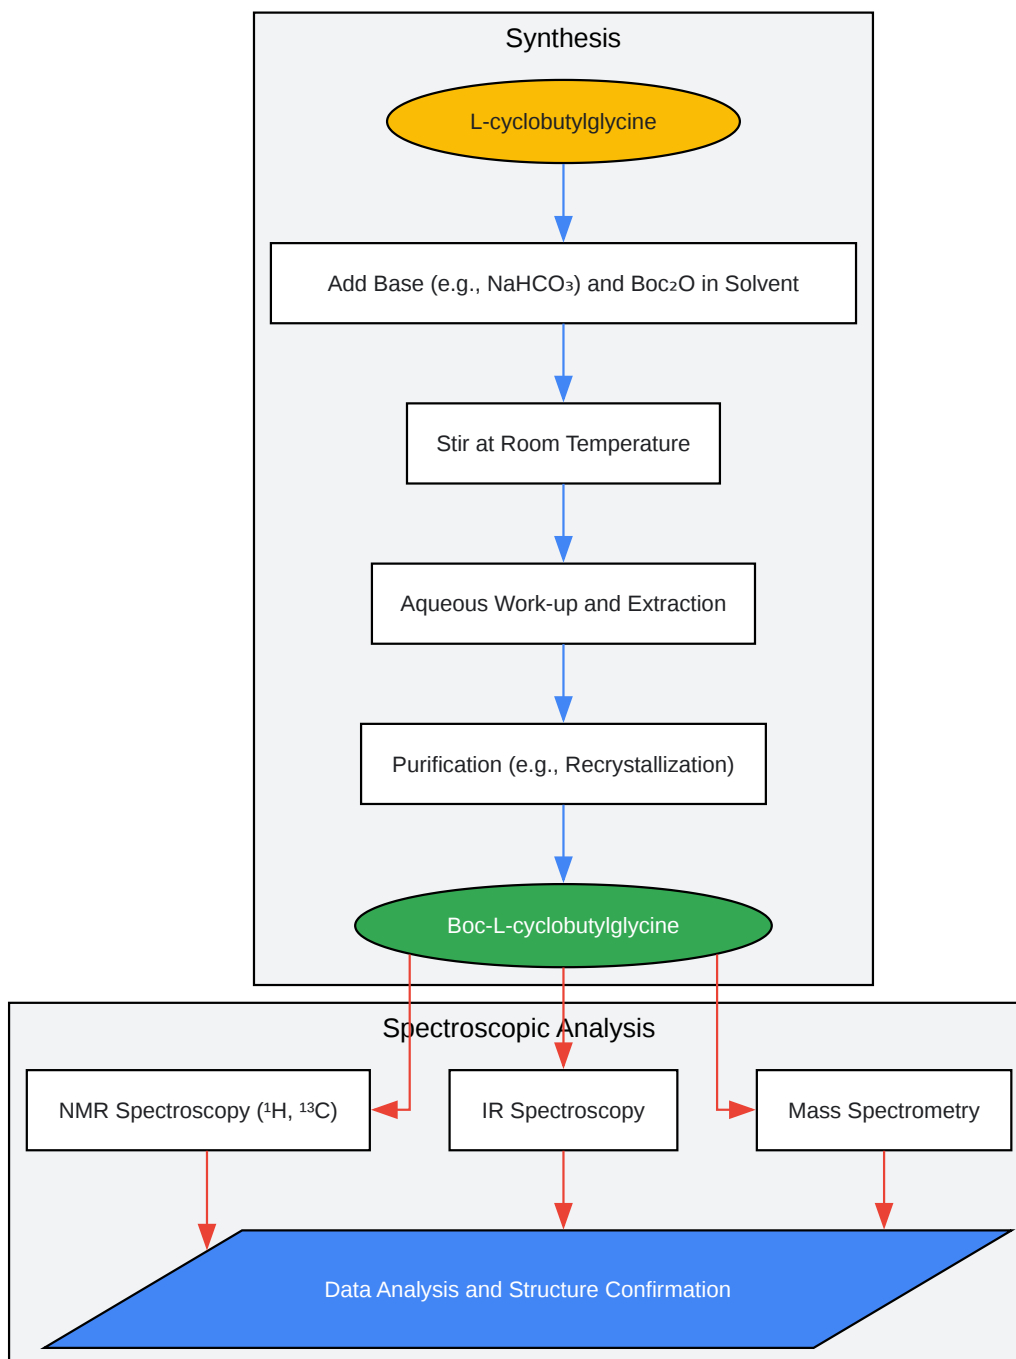 Synthesis
L-cyclobutylglycine
Add Base (e.g., NaHCO₃) and Boc₂O in Solvent
Stir at Room Temperature
Aqueous Work-up and Extraction
Purification (e.g., Recrystallization)
Boc-L-cyclobutylglycine
Spectroscopic Analysis
NMR Spectroscopy (¹H, ¹³C)
IR Spectroscopy
Mass Spectrometry
Data Analysis and Structure Confirmation